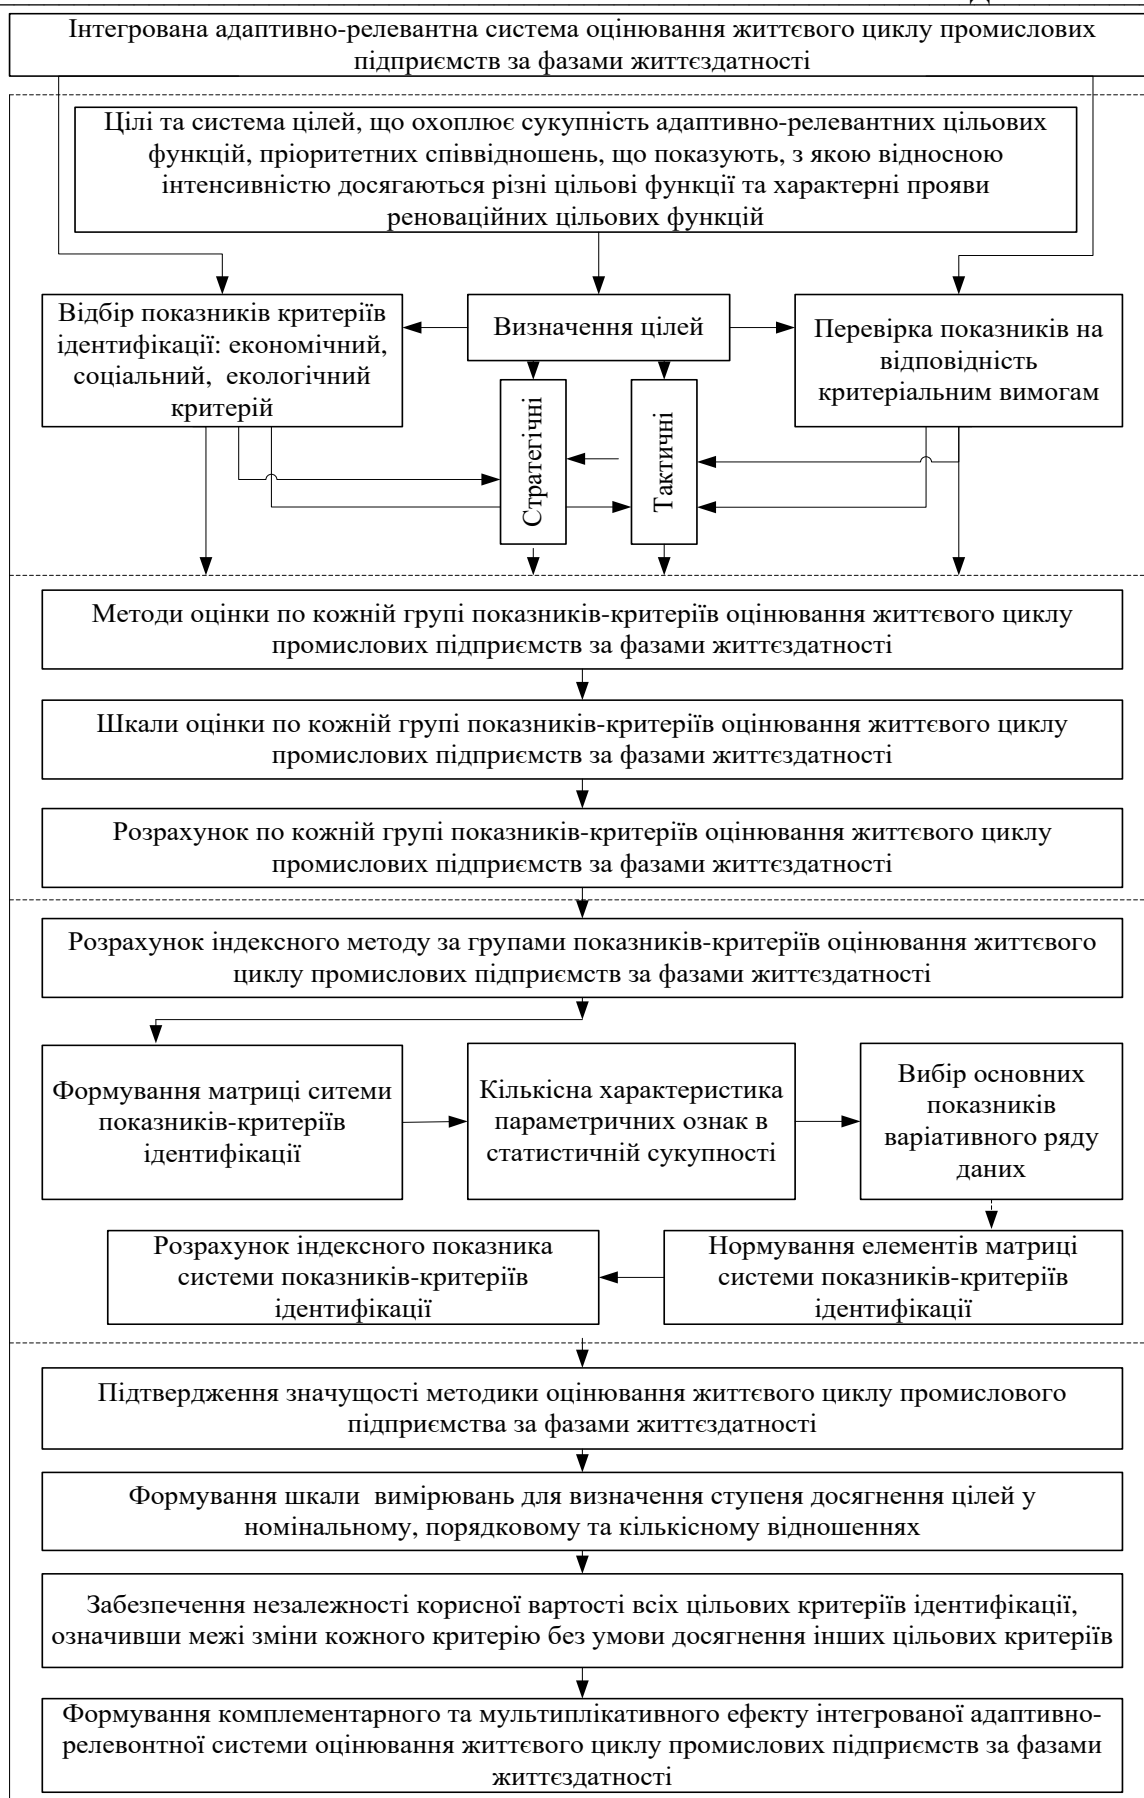 Інтегрована адаптивно-релевантна система оцінювання життєвого циклу промислових
підприємств за фазами життєздатності
Цілі та система цілей, що охоплює сукупність адаптивно-релевантних цільових
функцій, пріоритетних співвідношень, що показують, з якою відносною
інтенсивністю досягаються різні цільові функції та характерні прояви
реноваційних цільових функцій
Відбір показників критеріїв
ідентифікації: економічний,
соціальний, екологічний
критерій
Визначення цілей
Перевірка показників на
відповідність
критеріальним вимогам
Стратегічні
Тактичні
Методи оцінки по кожній групі показників-критеріїв оцінювання життєвого циклу
промислових підприємств за фазами життєздатності
Шкали оцінки по кожній групі показників-критеріїв оцінювання життєвого циклу
промислових підприємств за фазами життєздатності
Розрахунок по кожній групі показників-критеріїв оцінювання життєвого циклу
промислових підприємств за фазами життєздатності
Розрахунок індексного методу за групами показників-критеріїв оцінювання життєвого
циклу промислових підприємств за фазами життєздатності
Формування матриці ситеми
показників-критеріїв
ідентифікації
Кількісна характеристика
параметричних ознак в
статистичній сукупності
Вибір основних
показників
варіативного ряду
даних
Розрахунок індексного показника
системи показників-критеріїв
ідентифікації
Нормування елементів матриці
системи показників-критеріїв
ідентифікації
Підтвердження значущості методики оцінювання життєвого циклу промислового
підприємства за фазами життєздатності
Формування шкали вимірювань для визначення ступеня досягнення цілей у
номінальному, порядковому та кількісному відношеннях
Забезпечення незалежності корисної вартості всіх цільових критеріїв ідентифікації,
означивши межі зміни кожного критерію без умови досягнення інших цільових критеріїв
Формування комплементарного та мультиплікативного ефекту інтегрованої адаптивно-
релевонтної системи оцінювання життєвого циклу промислових підприємств за фазами
життєздатності